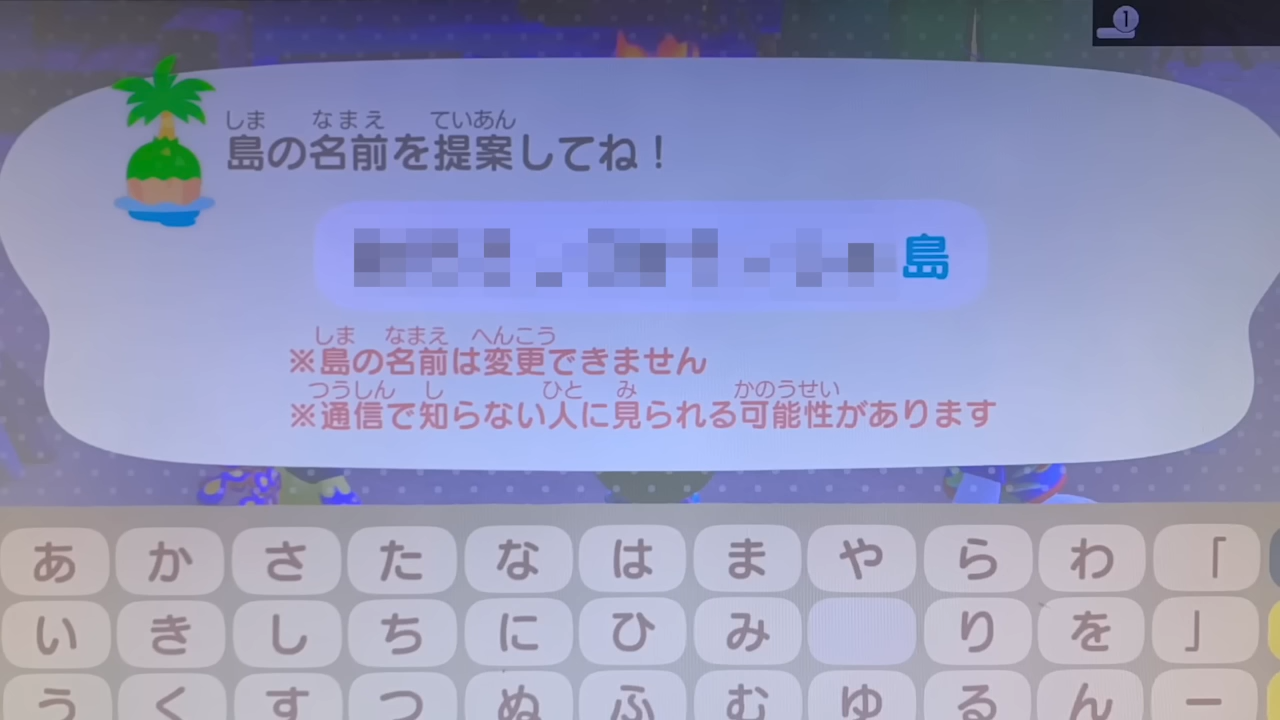 1
しま なまえ ていあん
島の名前を提案してね！
島
しま なまえ へんこう
※島の名前は変更できません
つうしん し ひと み かのうせい
※通信で知らない人に見られる可能性があります
あ か さ た な は ま や ら わ 「
い き し ち に ひ み り を 」
う く す つ ぬ ふ む ゆ る ん ー